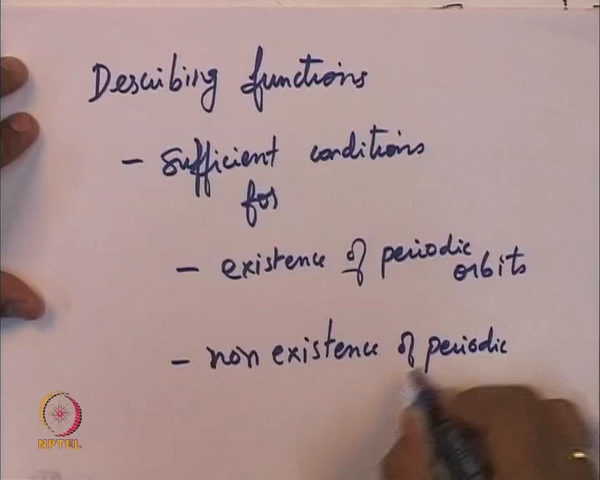 Describing functions
- sufficient conditions
for
- existence of periodic
orbits
- non existence of periodic
NPTEL